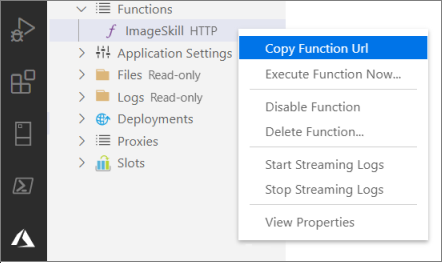 Functions
ImageSkill HTTP
Application Settings
Files Read-only
Logs Read-only
Deployments
Proxies
Slots
Copy Function Url
Execute Function Now...
Disable Function
Delete Function...
Start Streaming Logs
Stop Streaming Logs
View Properties